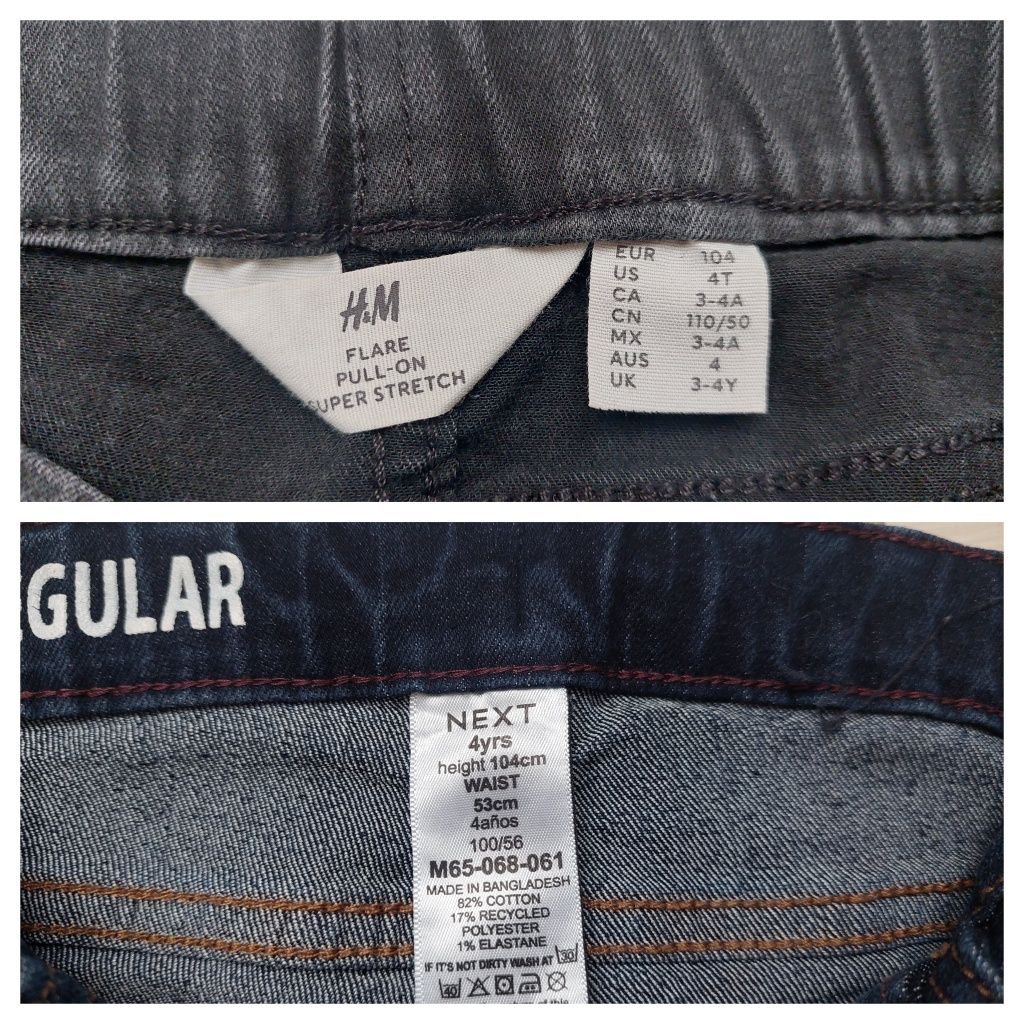 H&M
FLARE
PULL-ON
SUPER STRETCH
EUR 104
US 4T
CA 3-4A
CN 110/50
MX 3-4A
AUS 4
UK 3-4Y
GULAR
NEXT
4yrs
height 104cm
WAIST
53cm
4años
100/56
M65-068-061
MADE IN BANGLADESH
82% COTTON
17% RECYCLED
POLYESTER
1% ELASTANE
IF IT'S NOT DIRTY WASH AT 30
40